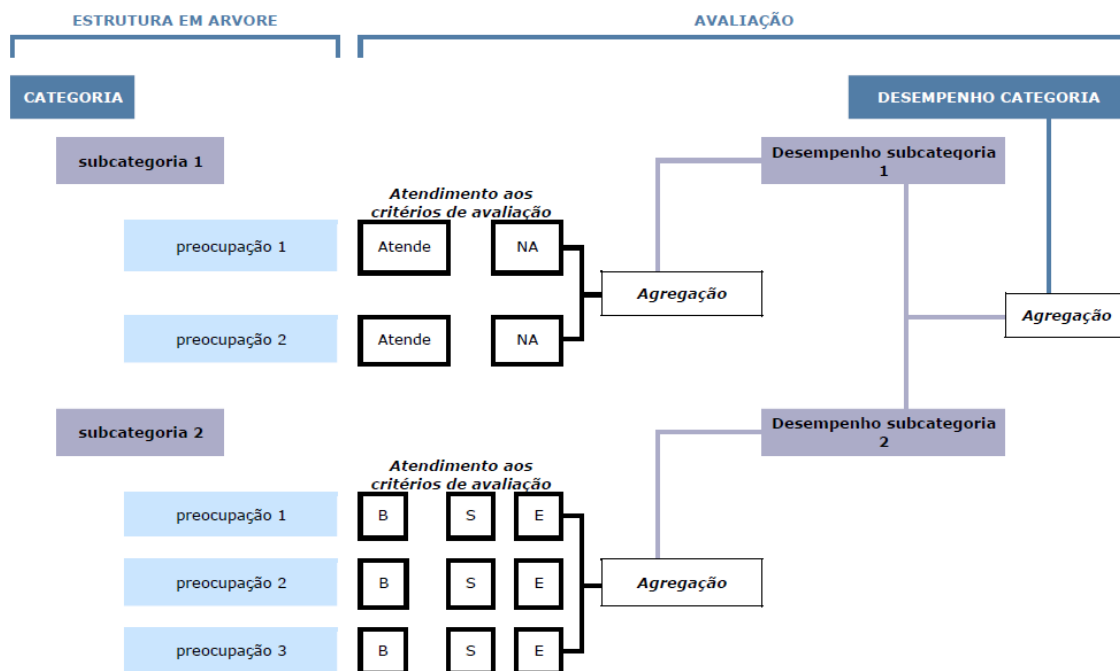 ESTRUTURA EM ARVORE
AVALIAÇÃO
CATEGORIA
DESEMPENHO CATEGORIA
subcategoria 1
Desempenho subcategoria
1
Atendimento aos
critérios de avaliação
preocupação 1
Atende
NA
Agregação
Agregação
preocupação 2
Atende
NA
subcategoria 2
Desempenho subcategoria
2
Atendimento aos
critérios de avaliação
preocupação 1
B
S
E
preocupação 2
B
S
E
Agregação
preocupação 3
B
S
E